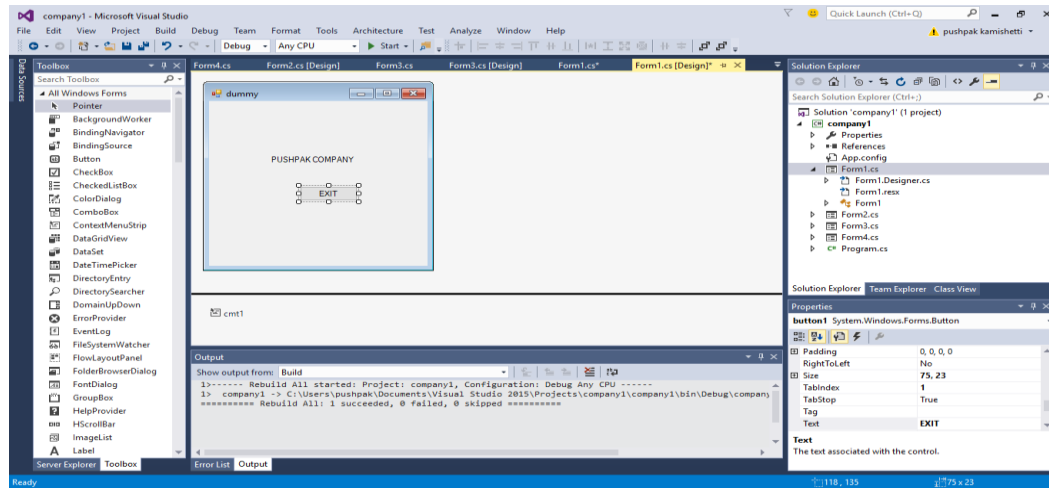 company1 - Microsoft Visual Studio
Quick Launch (Ctrl+Q)
File Edit View Project Build Debug Team Format Tools Architecture Test Analyze Window Help
pushpak kamishetti
Debug Any CPU Start
Data Sources
Toolbox
Search Toolbox
All Windows Forms
Pointer
BackgroundWorker
BindingNavigator
BindingSource
Button
CheckBox
CheckedListBox
ColorDialog
ComboBox
ContextMenuStrip
DataGridView
DataSet
DateTimePicker
DirectoryEntry
DirectorySearcher
DomainUpDown
ErrorProvider
EventLog
FileSystemWatcher
FlowLayoutPanel
FolderBrowserDialog
FontDialog
GroupBox
HelpProvider
HScrollBar
ImageList
Label
Server Explorer Toolbox
Form4.cs Form2.cs [Design] Form3.cs Form3.cs [Design] Form1.cs* Form1.cs [Design]*
dummy
PUSHPAK COMPANY
EXIT
cmt1
Output
Show output from: Build
1>------ Rebuild All started: Project: company1, Configuration: Debug Any CPU ------
1> company1 -> C:\Users\pushpak\Documents\Visual Studio 2015\Projects\company1\company1\bin\Debug\company
========== Rebuild All: 1 succeeded, 0 failed, 0 skipped ==========
Error List Output
Solution Explorer
Search Solution Explorer (Ctrl+;)
Solution 'company1' (1 project)
company1
Properties
References
App.config
Form1.cs
Form1.Designer.cs
Form1.resx
Form1
Form2.cs
Form3.cs
Form4.cs
Program.cs
Solution Explorer Team Explorer Class View
Properties
button1 System.Windows.Forms.Button
Padding 0, 0, 0, 0
RightToLeft No
Size 75, 23
TabIndex 1
TabStop True
Tag
Text EXIT
Text
The text associated with the control.
Ready 118 , 135 75 x 23